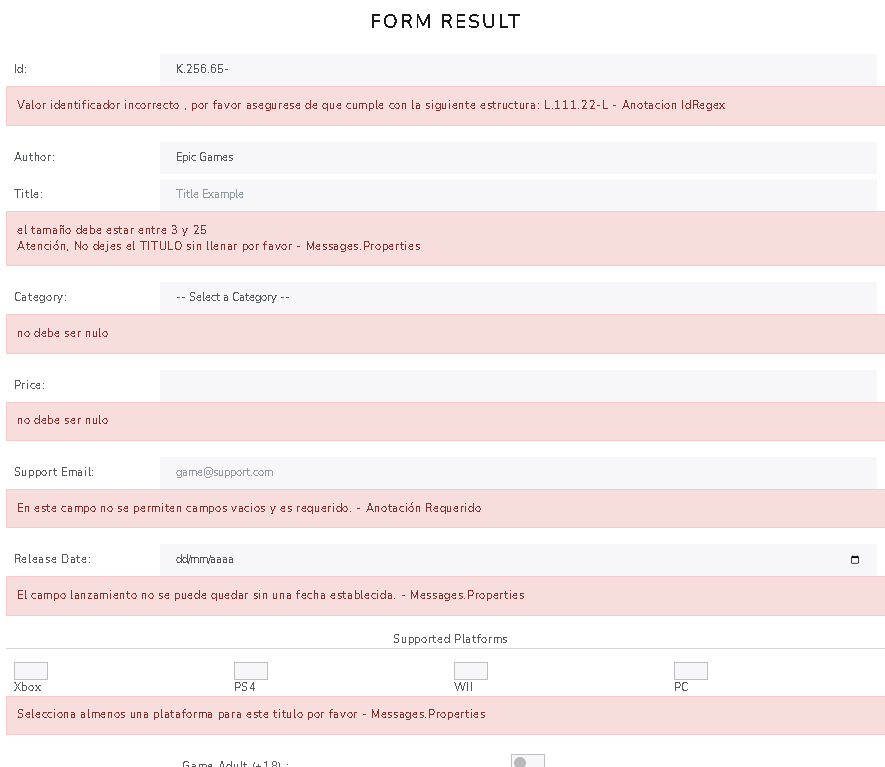 FORM RESULT
Id:
K.256.65-
Valor identificador incorrecto , por favor asegurese de que cumple con la siguiente estructura: L.111.22-L - Anotacion IdRegex
Author:
Epic Games
Title:
Title Example
el tamaño debe estar entre 3 y 25
Atención, No dejes el TITULO sin llenar por favor - Messages.Properties
Category:
-- Select a Category --
no debe ser nulo
Price:
no debe ser nulo
Support Email:
game@support.com
En este campo no se permiten campos vacios y es requerido. - Anotación Requerido
Release Date:
dd/mm/aaaa
El campo lanzamiento no se puede quedar sin una fecha establecida. - Messages.Properties
Supported Platforms
Xbox
PS4
WII
PC
Selecciona almenos una plataforma para este titulo por favor - Messages.Properties
Game Adult (+18) :